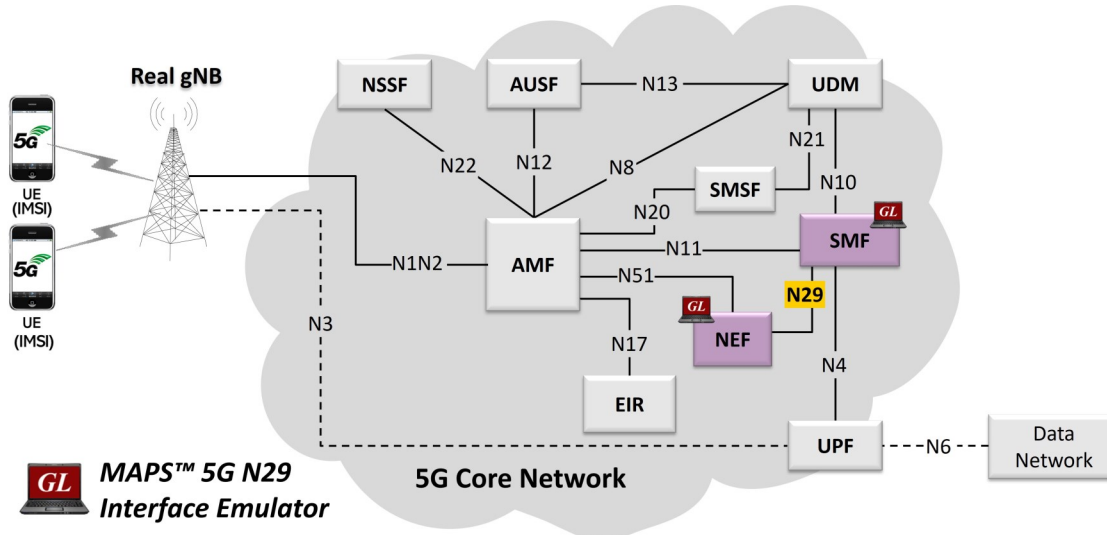 Real gNB
5G
UE
(IMSI)
5G
UE
(IMSI)
NSSF
AUSF
N13
UDM
N22
N12
N8
N21
N10
SMSF
N20
GL
SMF
AMF
N11
N1N2
N51
N29
GL
NEF
N3
N17
N4
EIR
UPF
N6
Data
Network
5G Core Network
GL
MAPS™ 5G N29
Interface Emulator